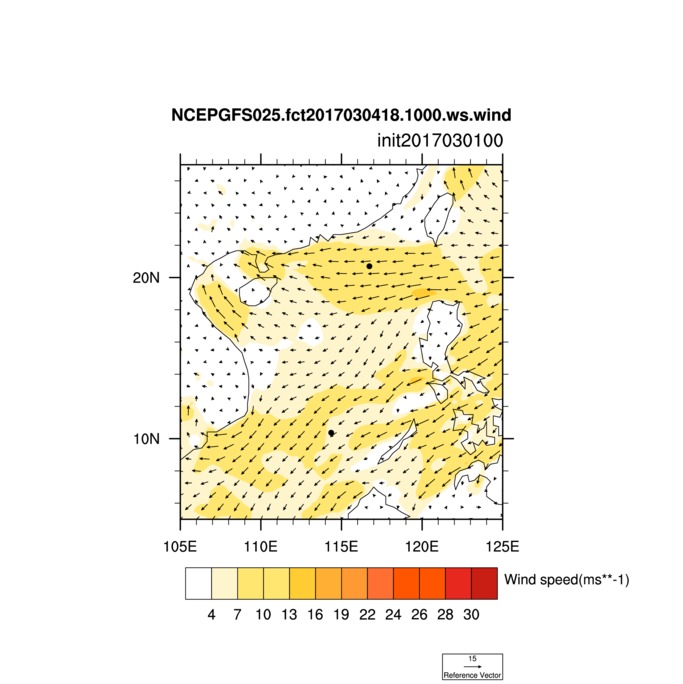 NCEPGFS025.fct2017030418.1000.ws.wind
init2017030100
20N
10N
105E 110E 115E 120E 125E
Wind speed(ms**-1)
4 7 10 13 16 19 22 24 26 28 30
15
Reference Vector